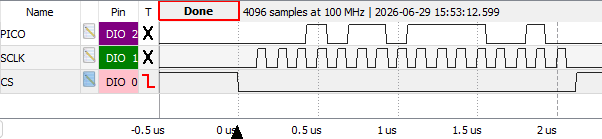 Name Pin T Done 4096 samples at 100 MHz | 2026-06-29 15:53:12.599
PICO DIO 2 X
SCLK DIO 1 X
CS DIO 0
-0.5 us 0 us 0.5 us 1 us 1.5 us 2 us